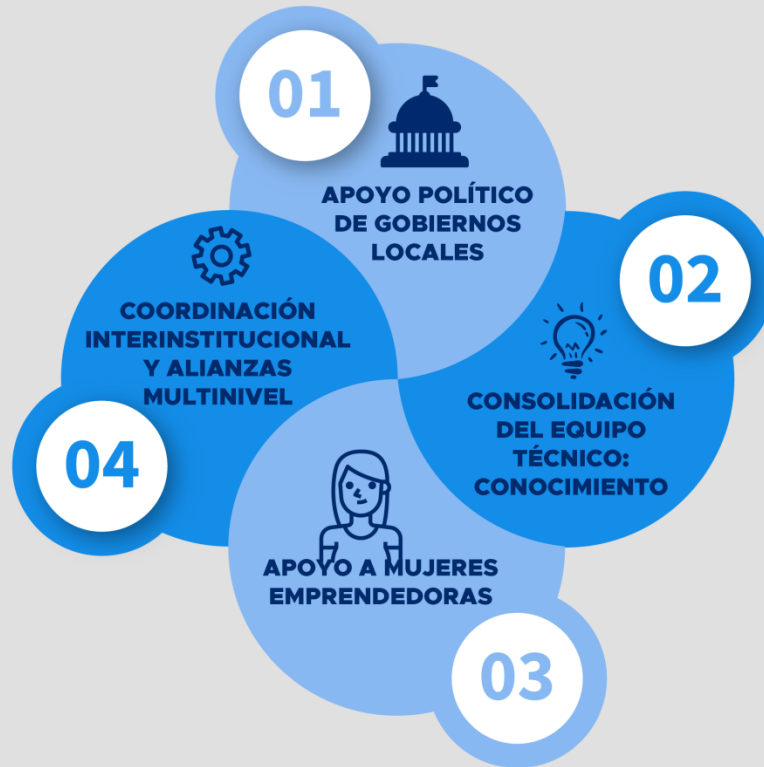 01
APOYO POLÍTICO
DE GOBIERNOS
LOCALES
02
CONSOLIDACIÓN
DEL EQUIPO
TÉCNICO:
CONOCIMIENTO
03
APOYO A MUJERES
EMPRENDEDORAS
04
COORDINACIÓN
INTERINSTITUCIONAL
Y ALIANZAS
MULTINIVEL